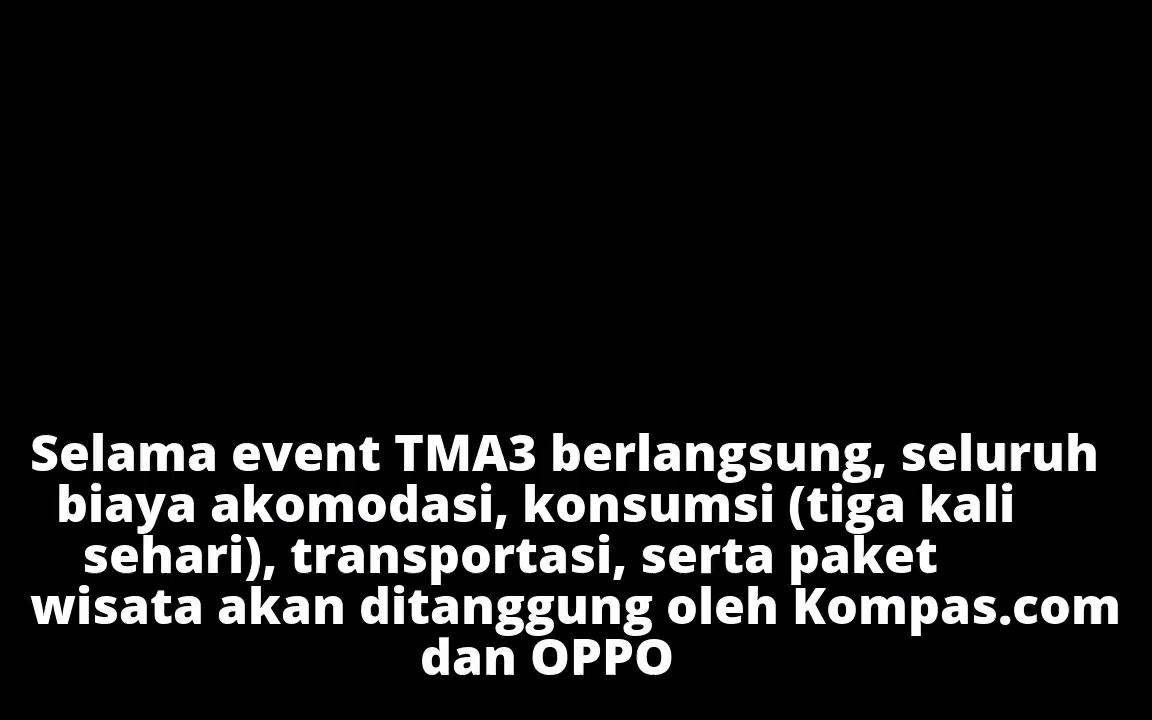 Selama event TMA3 berlangsung, seluruh
biaya akomodasi, konsumsi (tiga kali
sehari), transportasi, serta paket
wisata akan ditanggung oleh Kompas.com
dan OPPO